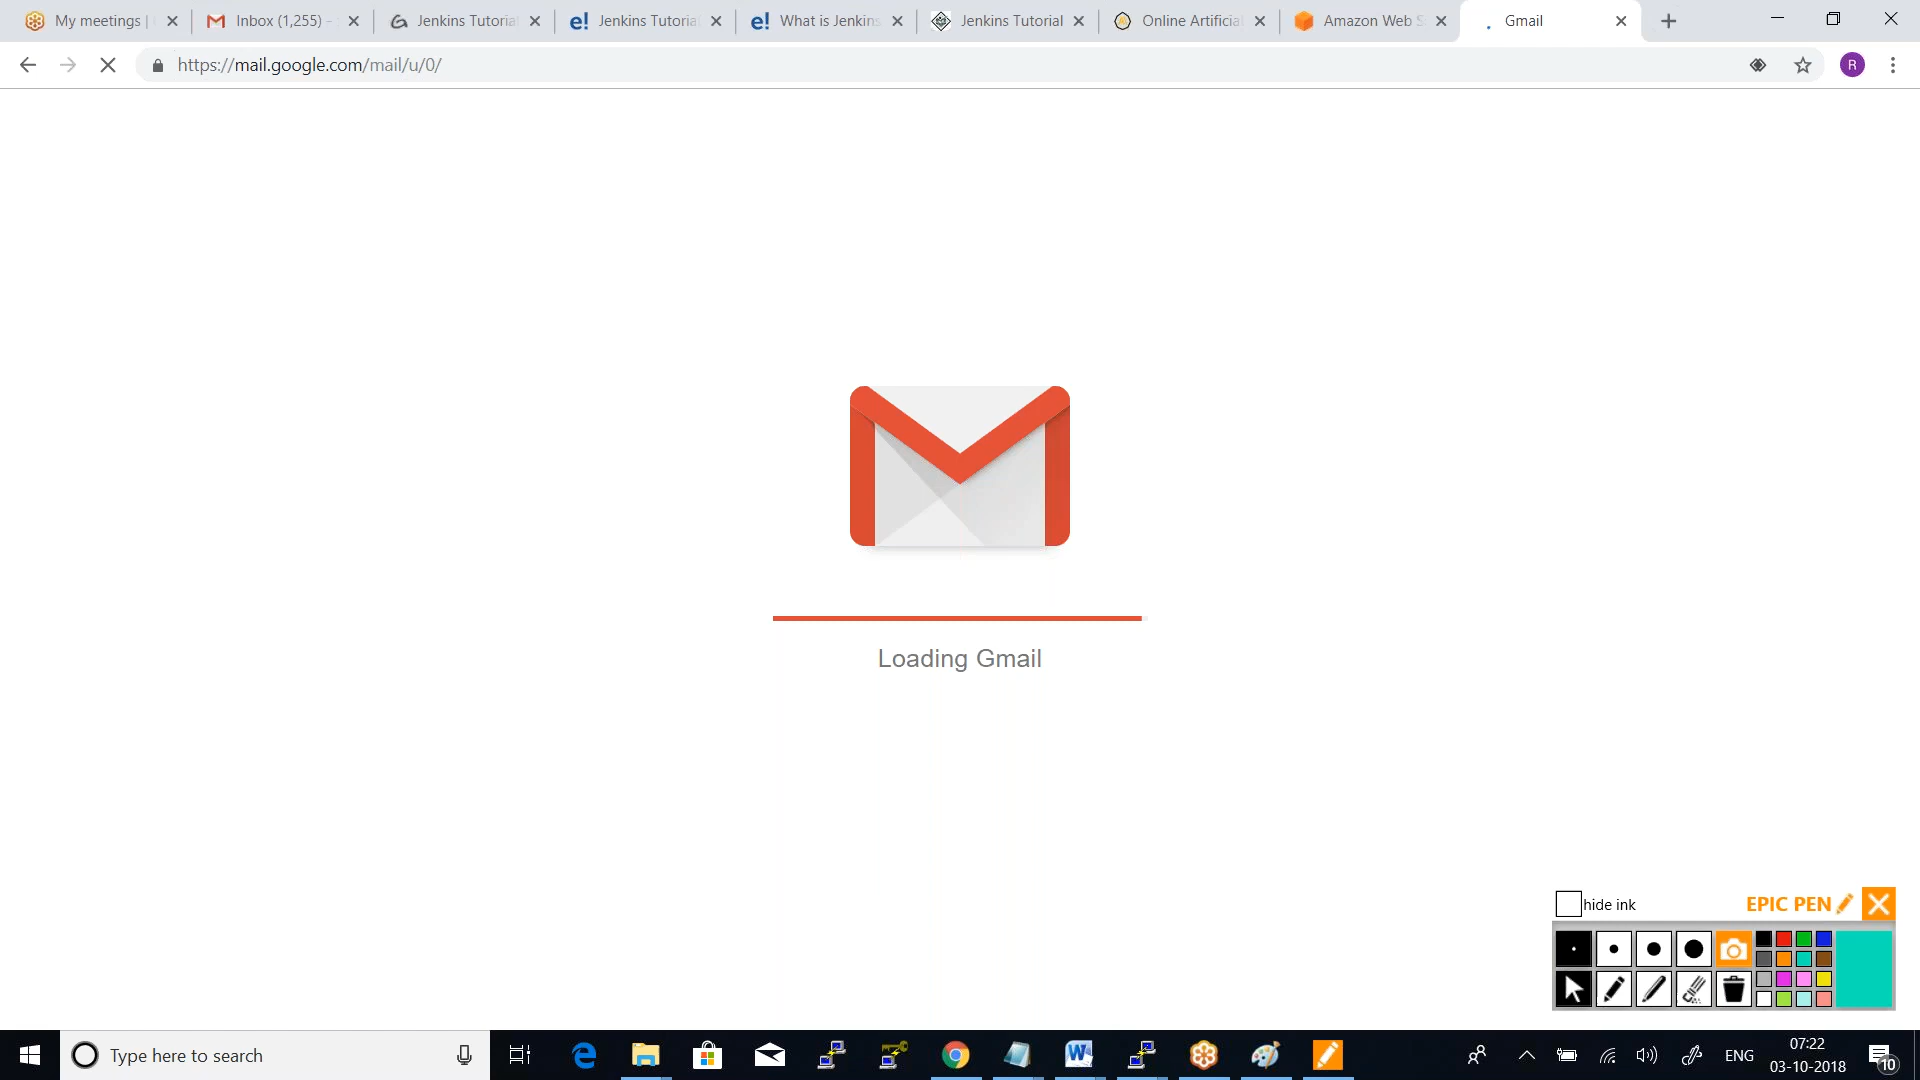 My meetings |
Inbox (1,255) -
Jenkins Tutoria
Jenkins Tutoria
What is Jenkins
Jenkins Tutorial
Online Artificia
Amazon Web S
Gmail
https://mail.google.com/mail/u/0/
R
Loading Gmail
hide ink
EPIC PEN
Type here to search
ENG
07:22
03-10-2018
10